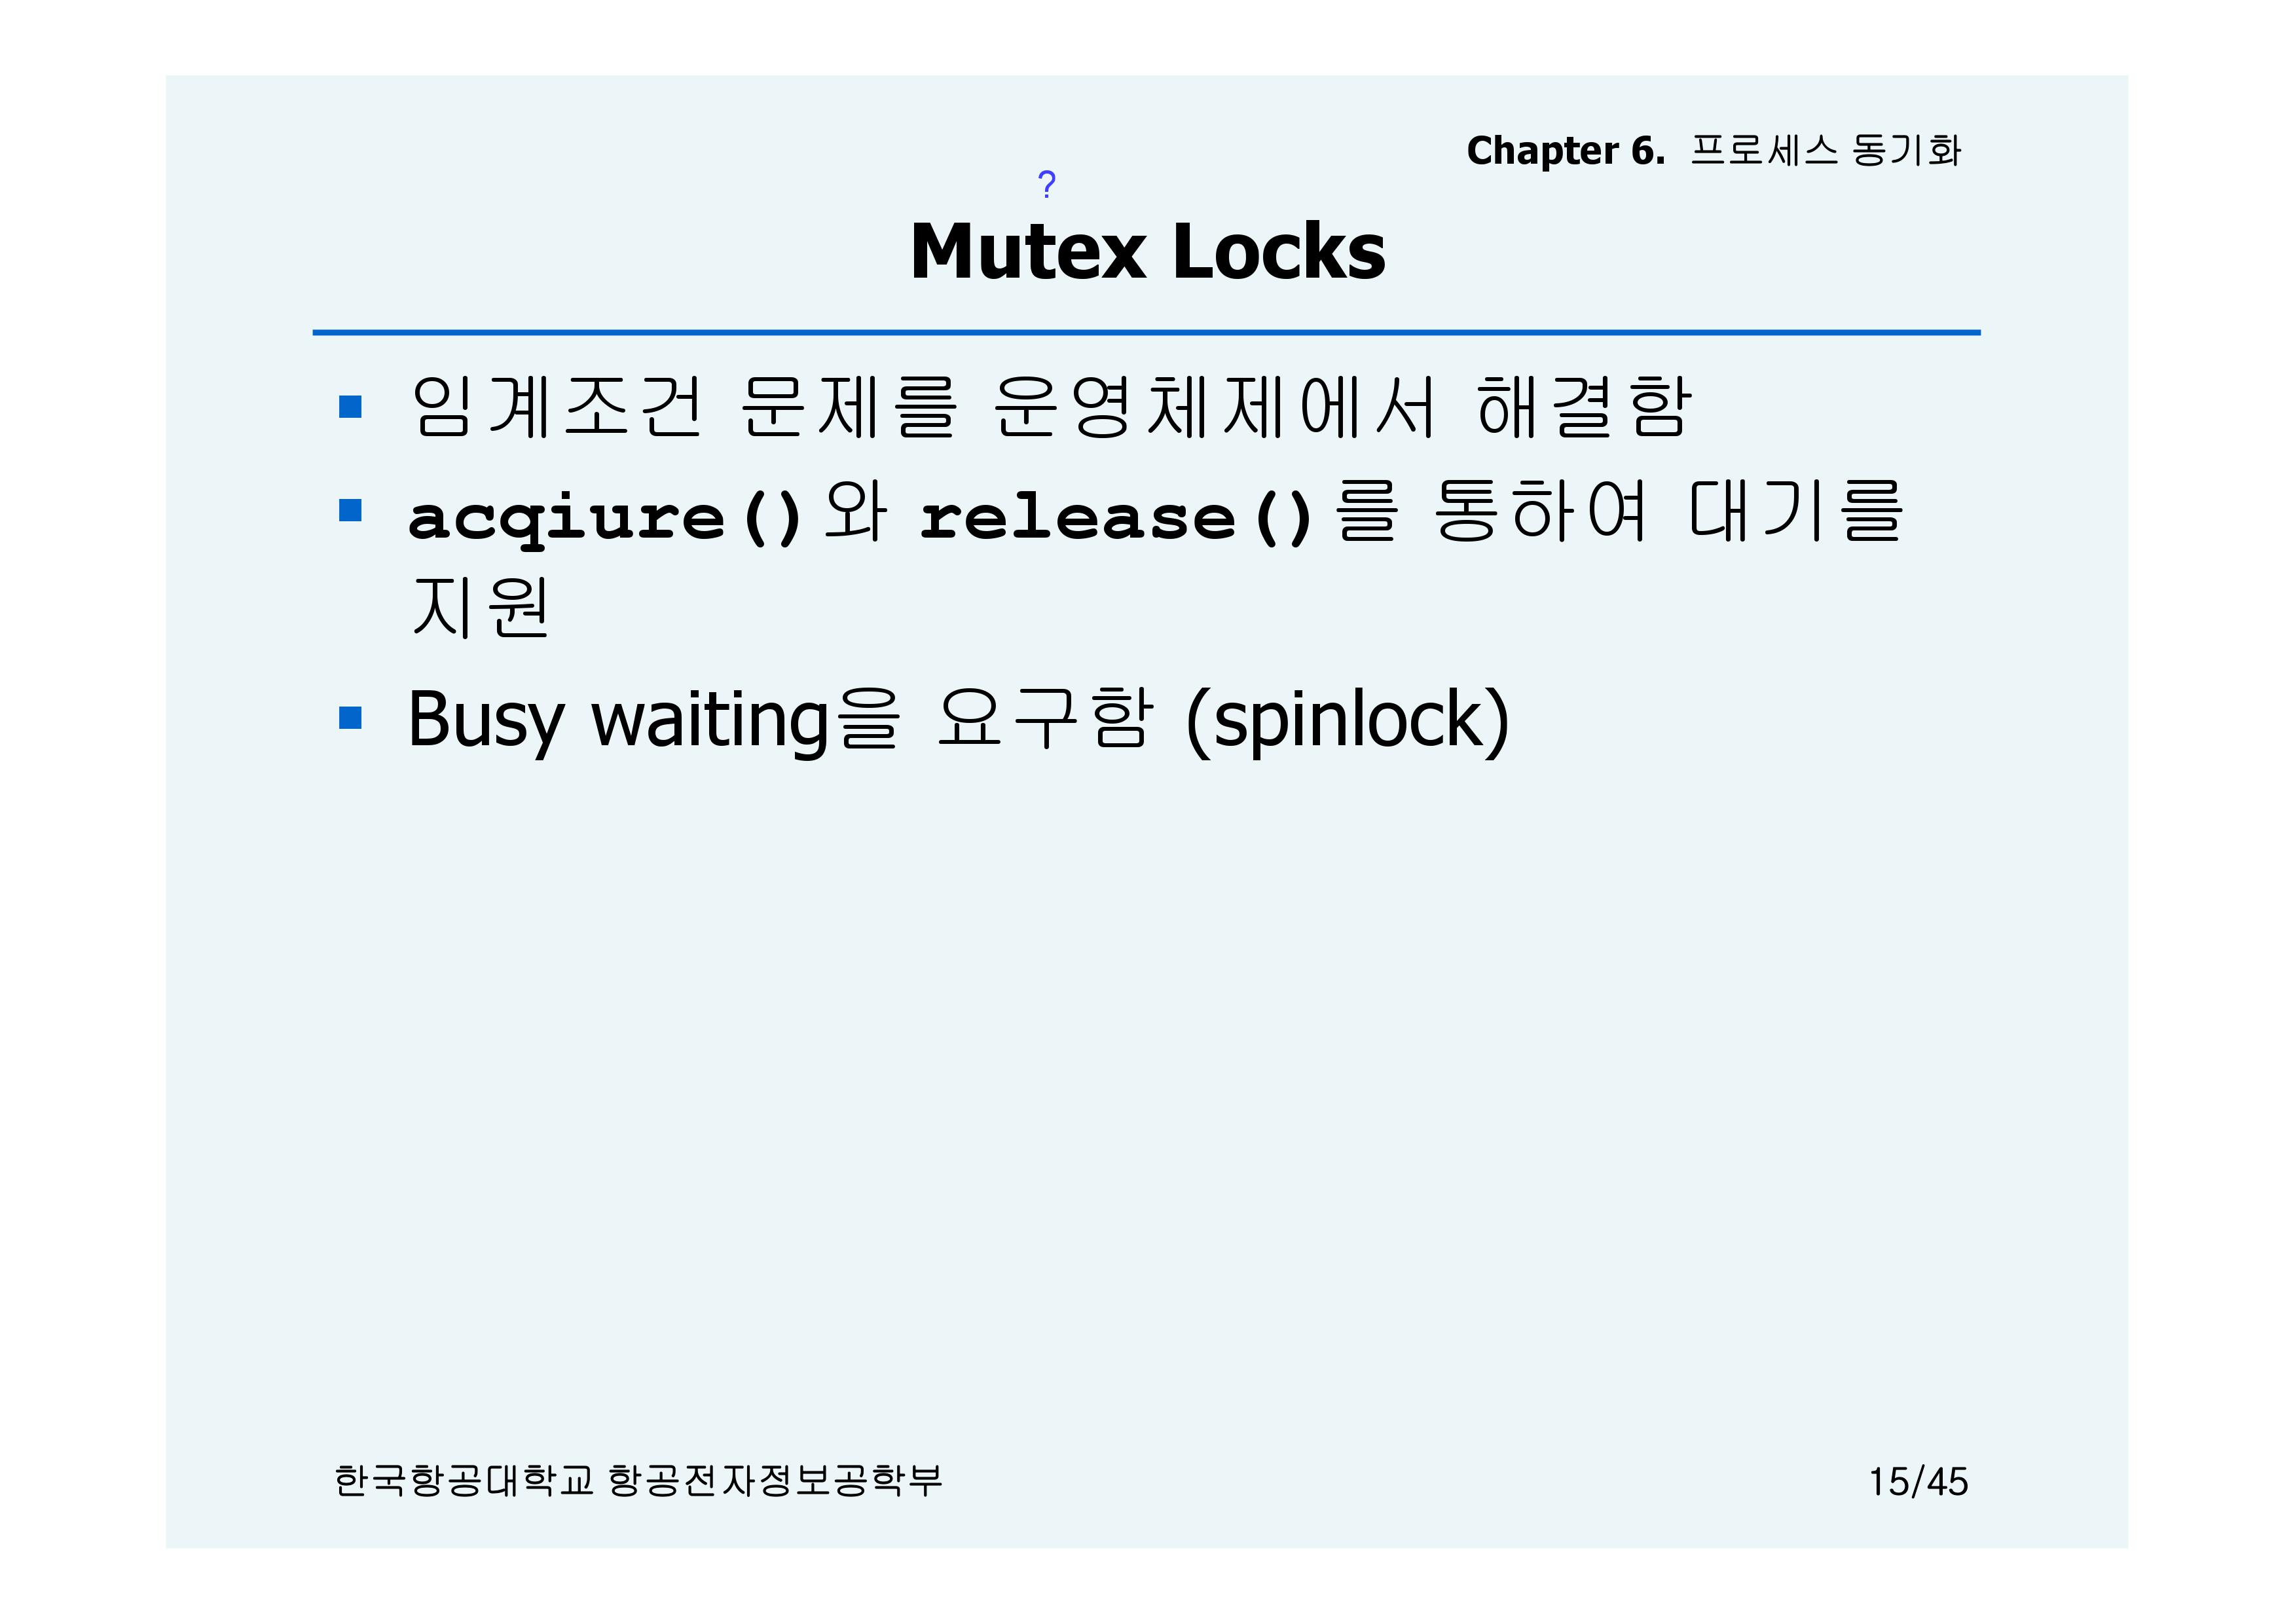 Chapter 6. 프로세스 동기화
?
Mutex Locks
임계조건 문제를 운영체제에서 해결함
acqiure()와 release()를 통하여 대기를
지원
Busy waiting을 요구함 (spinlock)
한국항공대학교 항공전자정보공학부
15/45